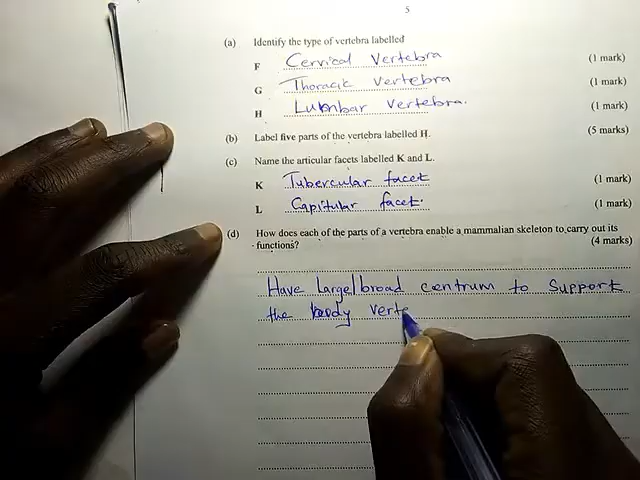 5
(a) Identify the type of vertebra labelled
F Cervical Vertebra (1 mark)
G Thoracic Vertebra (1 mark)
H Lumbar Vertebra. (1 mark)
(b) Label five parts of the vertebra labelled H. (5 marks)
(c) Name the articular facets labelled K and L.
K Tubercular facet (1 mark)
L Capitular facet. (1 mark)
(d) How does each of the parts of a vertebra enable a mammalian skeleton to carry out its
functions? (4 marks)
Have Large/broad centrum to Support
the body verte